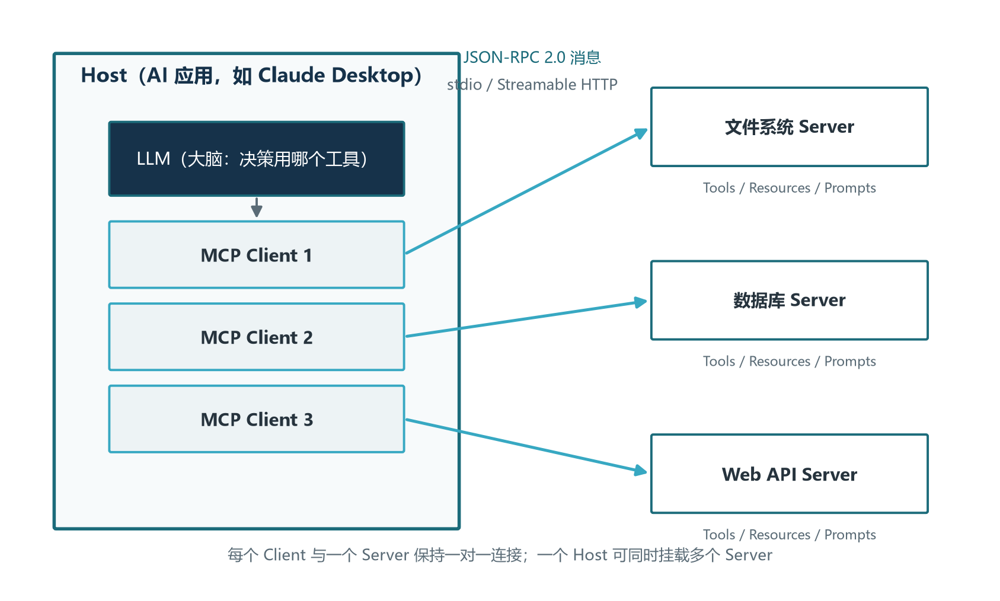 Host（AI 应用，如 Claude Desktop）
JSON-RPC 2.0 消息
stdio / Streamable HTTP
LLM（大脑：决策用哪个工具）
MCP Client 1
MCP Client 2
MCP Client 3
文件系统 Server
Tools / Resources / Prompts
数据库 Server
Tools / Resources / Prompts
Web API Server
Tools / Resources / Prompts
每个 Client 与一个 Server 保持一对一连接；一个 Host 可同时挂载多个 Server